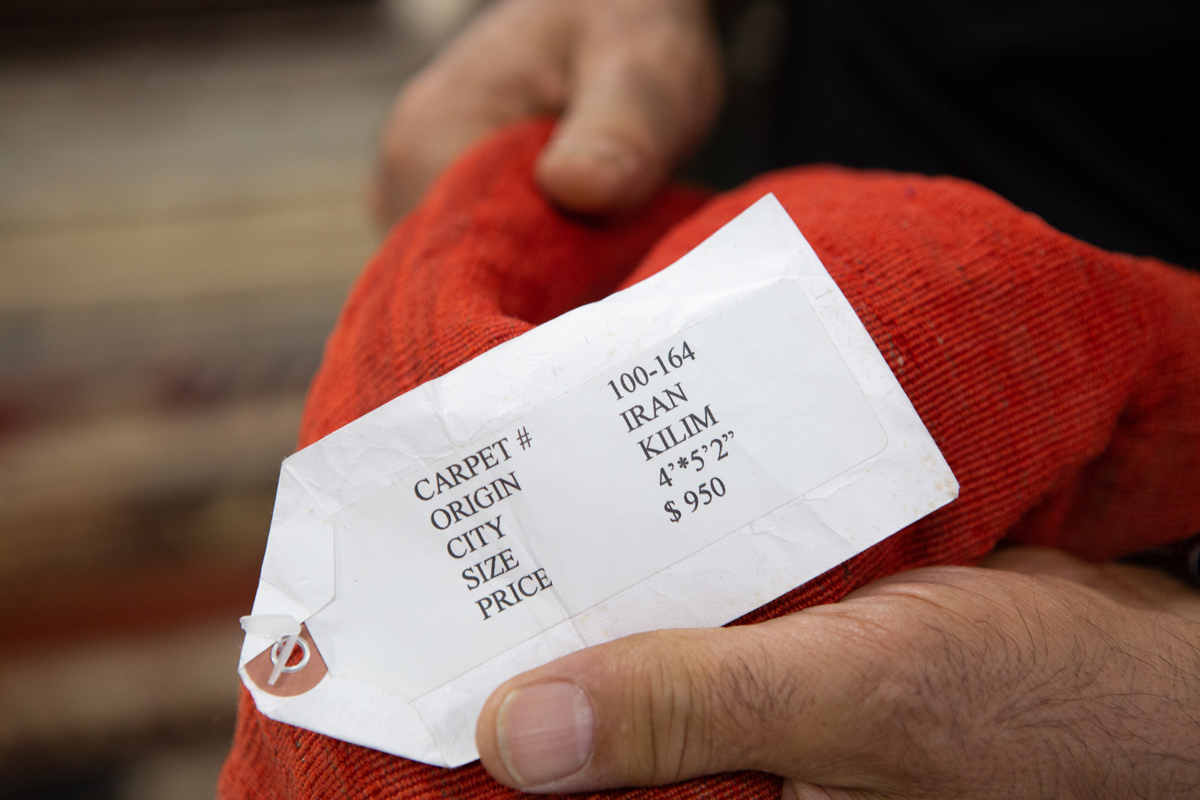 CARPET # 100-164
ORIGIN IRAN
CITY KILIM
SIZE 4'*5'2”
PRICE $ 950